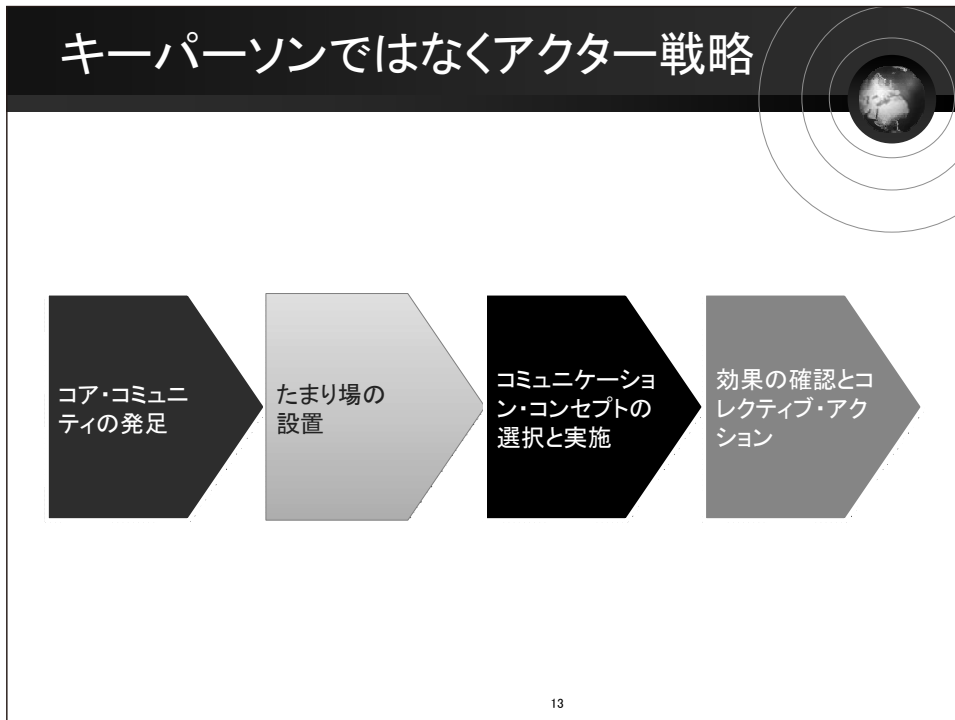 キーパーソンではなくアクター戦略
コア・コミュニ
ティの発足
たまり場の
設置
コミュニケーショ
ン・コンセプトの
選択と実施
効果の確認とコ
レクティブ・アク
ション
13